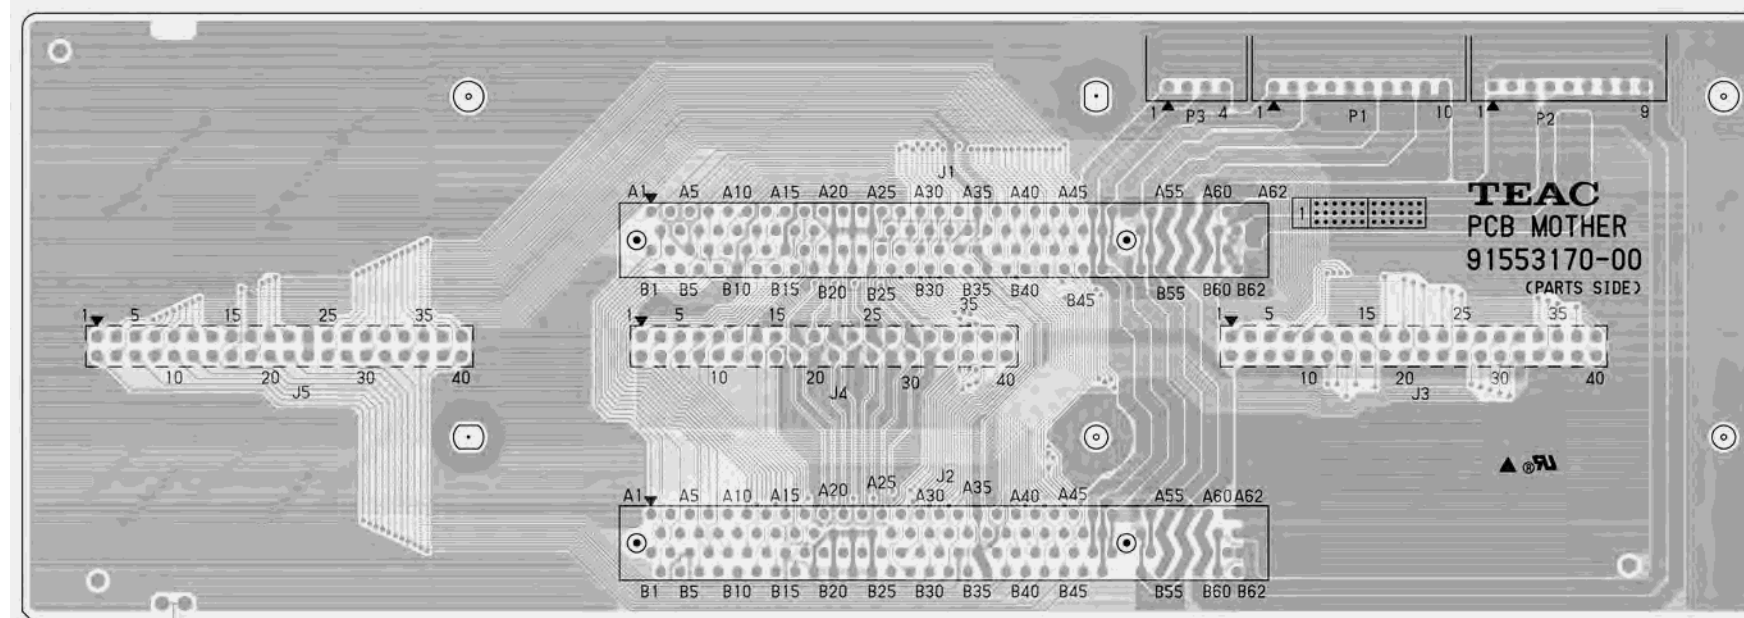 1 P3 4 1 P1 10 1 P2 9
J1
A1 A5 A10 A15 A20 A25 A30 A35 A40 A45 A55 A60 A62
1
TEAC
PCB MOTHER
91553170-00
(PARTS SIDE)
B1 B5 B10 B15 B20 B25 B30 B35 B40 B45 B55 B60 B62
1 5 15 25 35
1 5 15 25 35
1 5 15 25 35
10 20 30 40
J5
10 20 30 40
J4
10 20 30 40
J3
®
J2
A1 A5 A10 A15 A20 A25 A30 A35 A40 A45 A55 A60 A62
B1 B5 B10 B15 B20 B25 B30 B35 B40 B45 B55 B60 B62